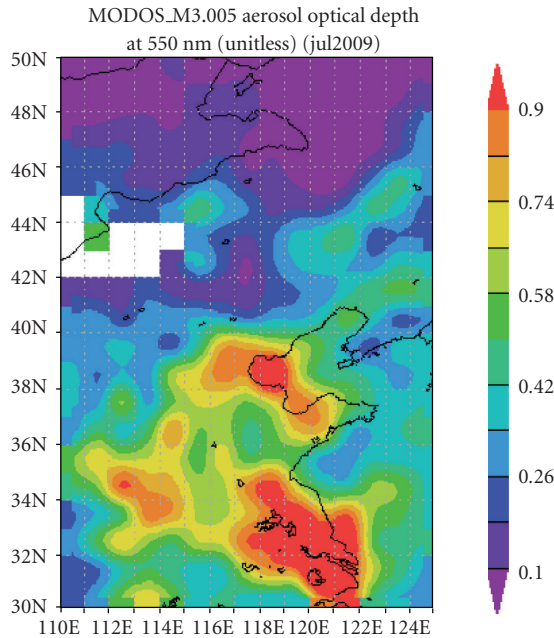 MODOS_M3.005 aerosol optical depth
at 550 nm (unitless) (jul2009)
50N
48N
46N
44N
42N
40N
38N
36N
34N
32N
30N
110E 112E 114E 116E 118E 120E 122E 124E
0.9
0.74
0.58
0.42
0.26
0.1